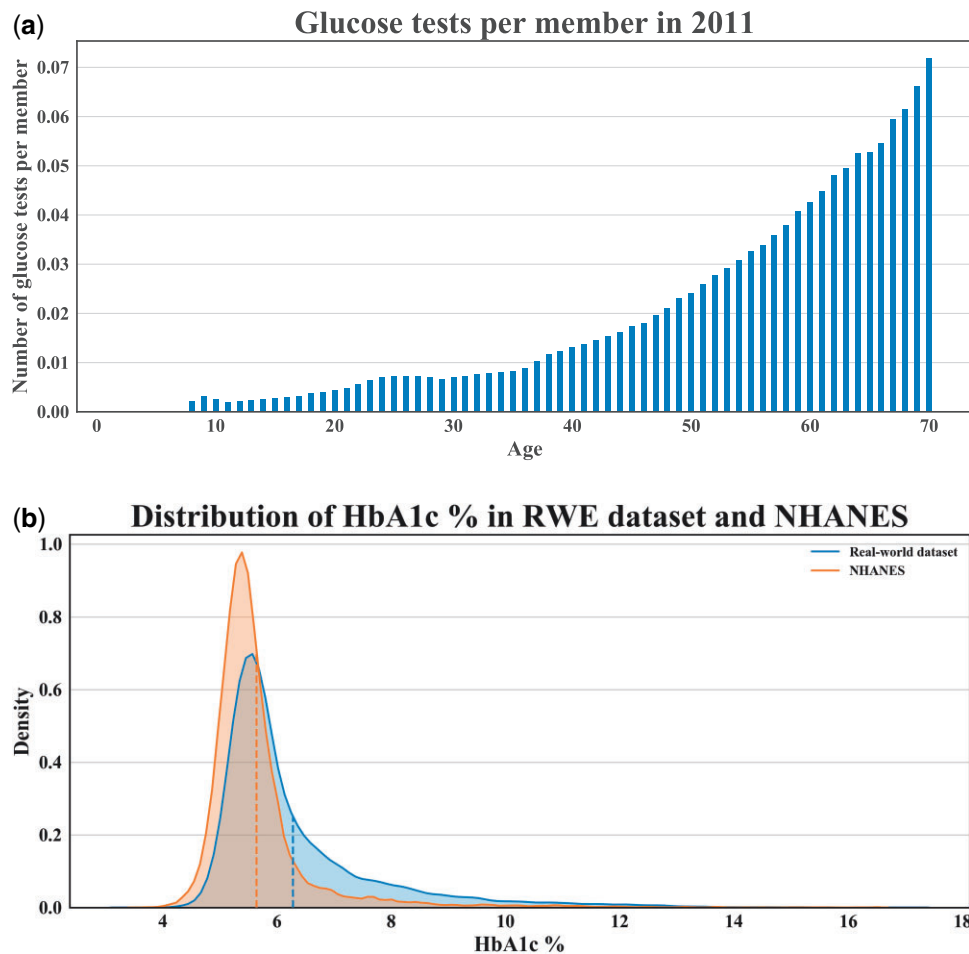 (a)
Glucose tests per member in 2011
Number of glucose tests per member
0.07
0.06
0.05
0.04
0.03
0.02
0.01
0.00
0 10 20 30 40 50 60 70
Age
(b)
Distribution of HbA1c % in RWE dataset and NHANES
Real-world dataset
NHANES
Density
1.0
0.8
0.6
0.4
0.2
0.0
4 6 8 10 12 14 16 18
HbA1c %